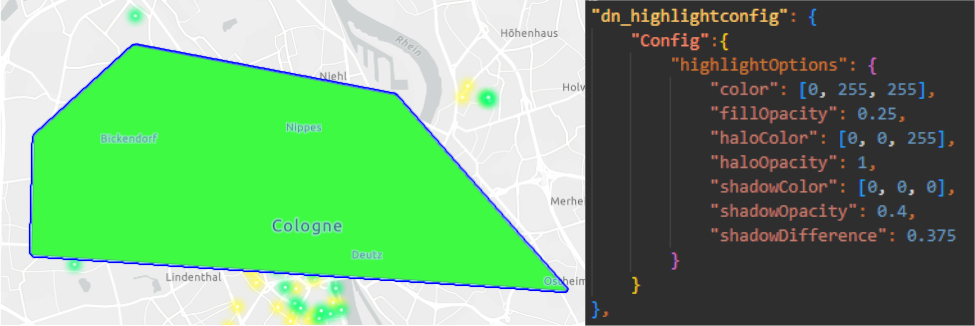 Rhein
Höhenhaus
Niehl
Holw
Nippes
Bickendorf
Merhe
Cologne
Deutz
Lindenthal
Ostheim
"dn_highlightconfig": {
"Config":{
"highlightOptions": {
"color": [0, 255, 255],
"fillOpacity": 0.25,
"haloColor": [0, 0, 255],
"haloOpacity": 1,
"shadowColor": [0, 0, 0],
"shadowOpacity": 0.4,
"shadowDifference": 0.375
}
}
},